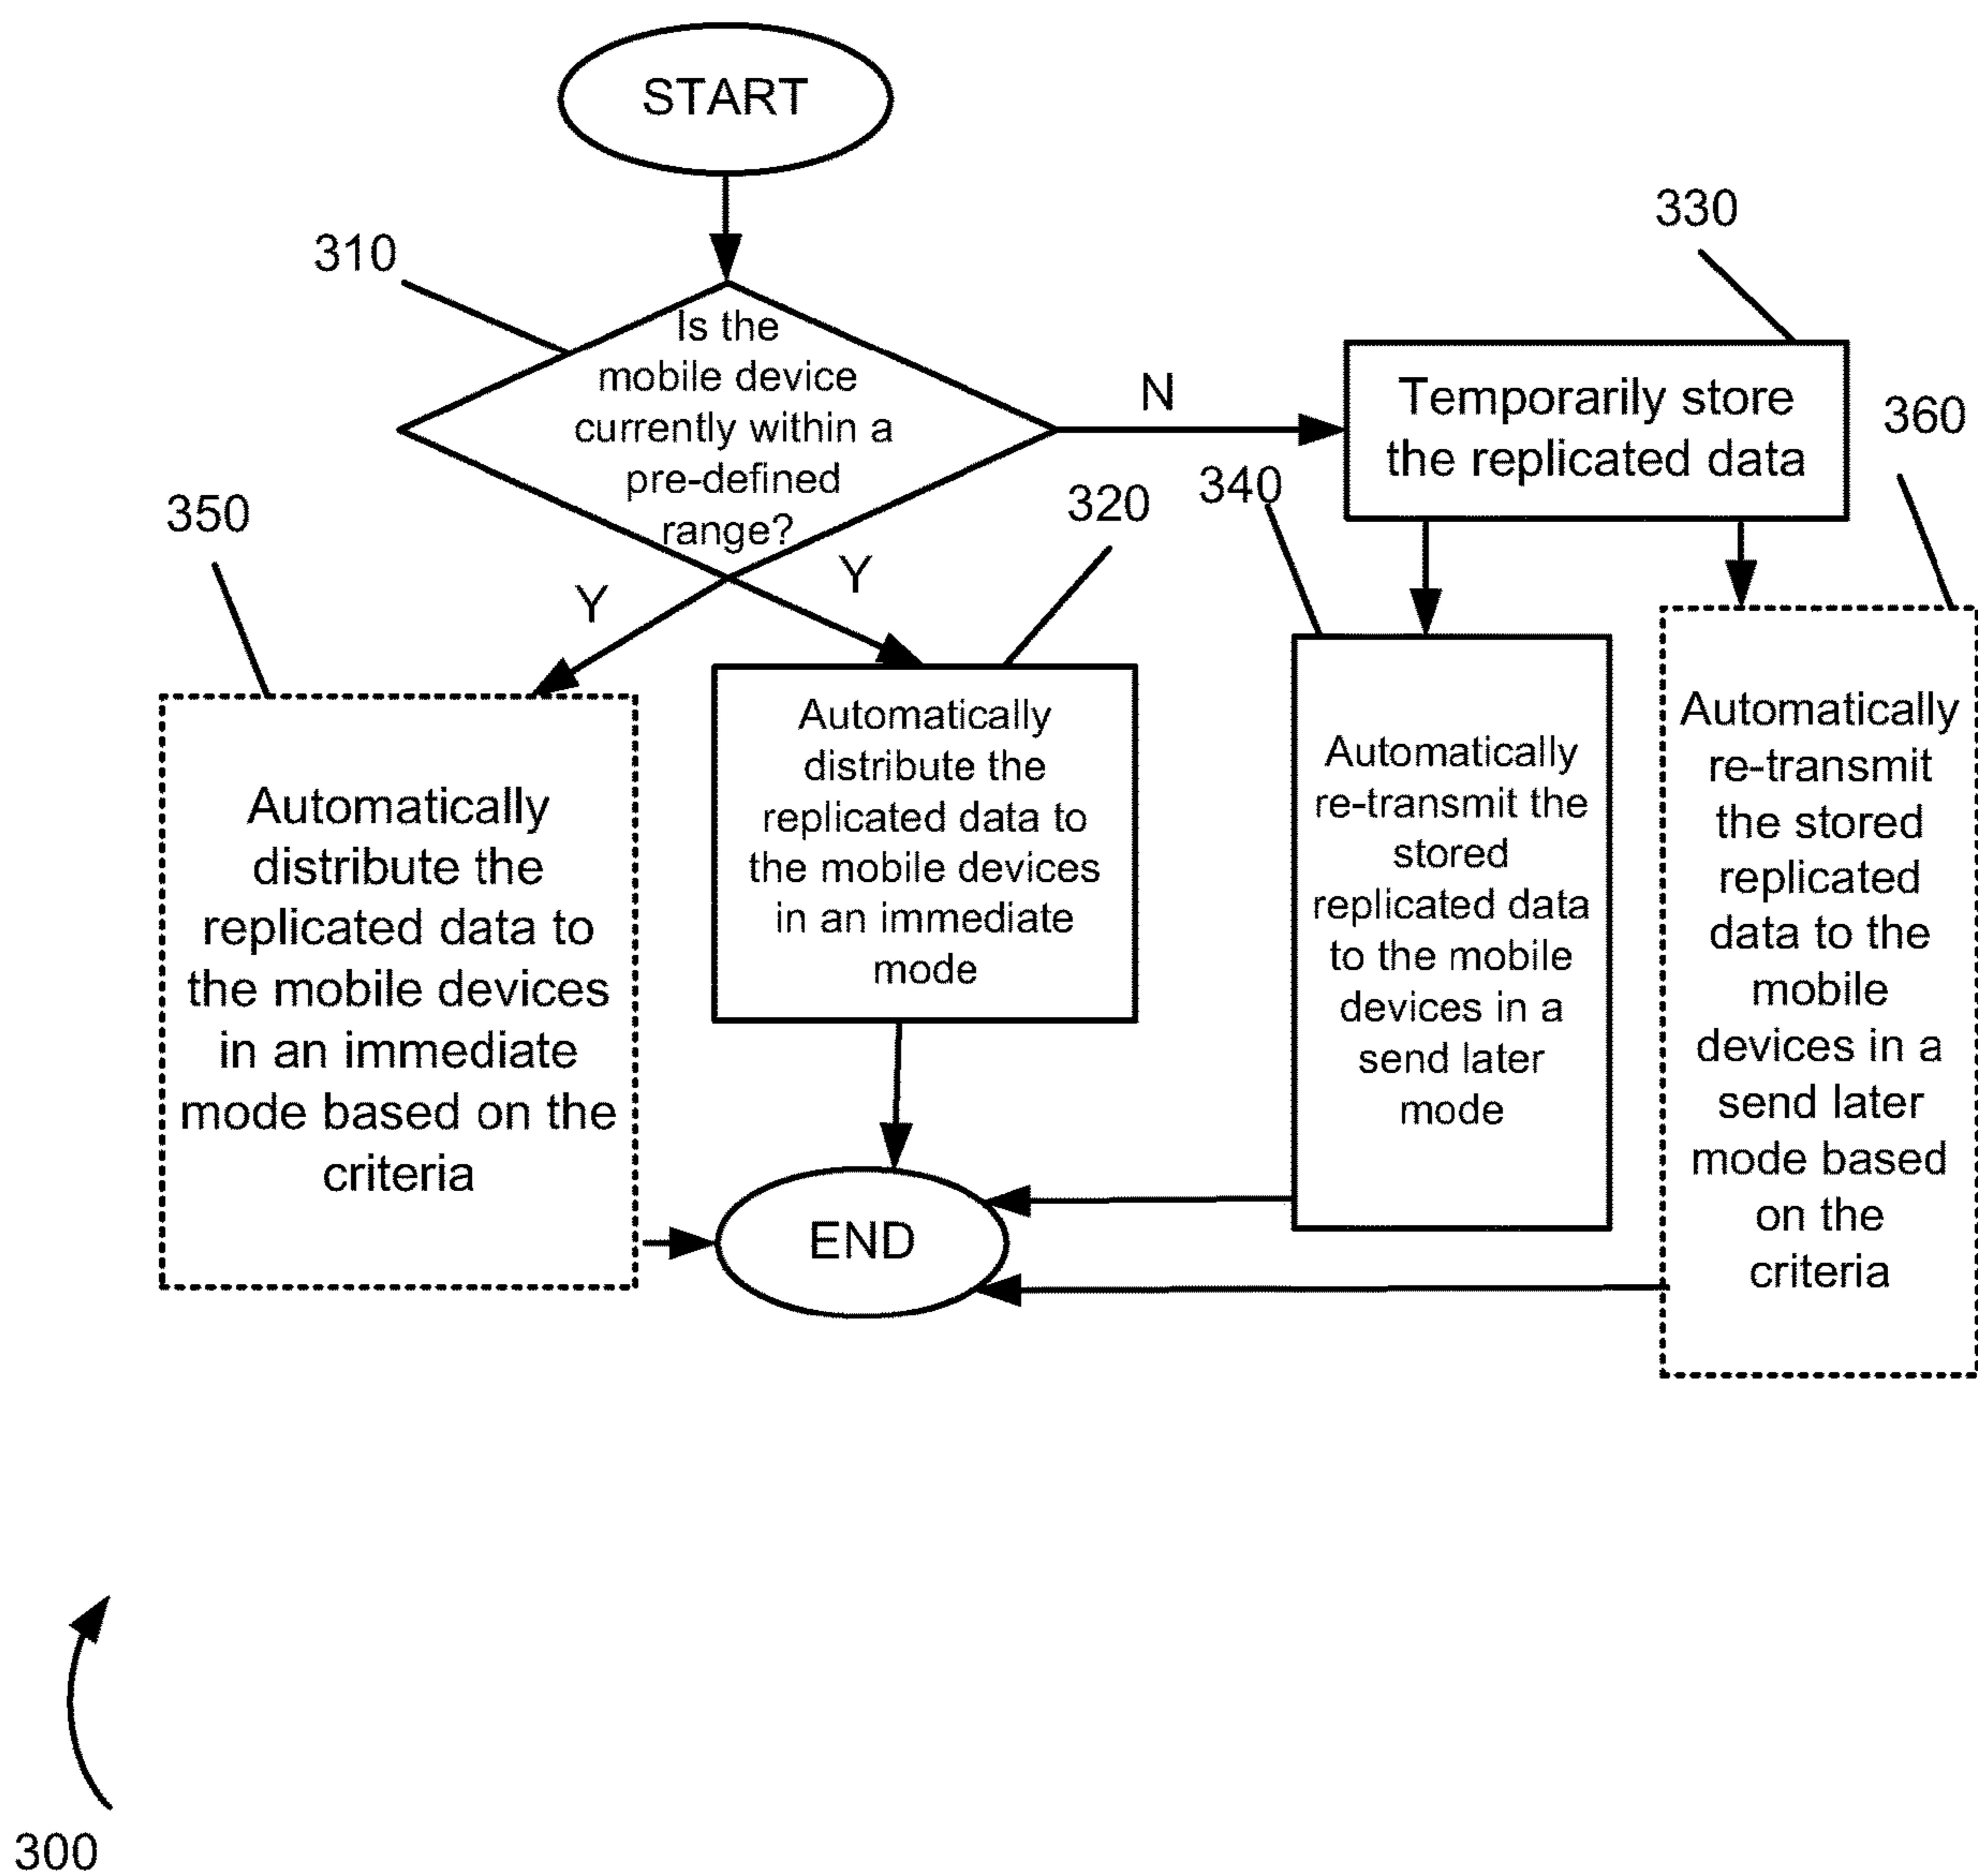 START
310
Is the
mobile device
currently within a
pre-defined
range?
N
330
Temporarily store
the replicated data
360
350
Y
Y
320
340
Automatically
distribute the
replicated data to
the mobile devices
in an immediate
mode based on the
criteria
Automatically
distribute the
replicated data to
the mobile devices
in an immediate
mode
Automatically
re-transmit the
stored
replicated data
to the mobile
devices in a
send later
mode
Automatically
re-transmit
the stored
replicated
data to the
mobile
devices in a
send later
mode based
on the
criteria
END
300